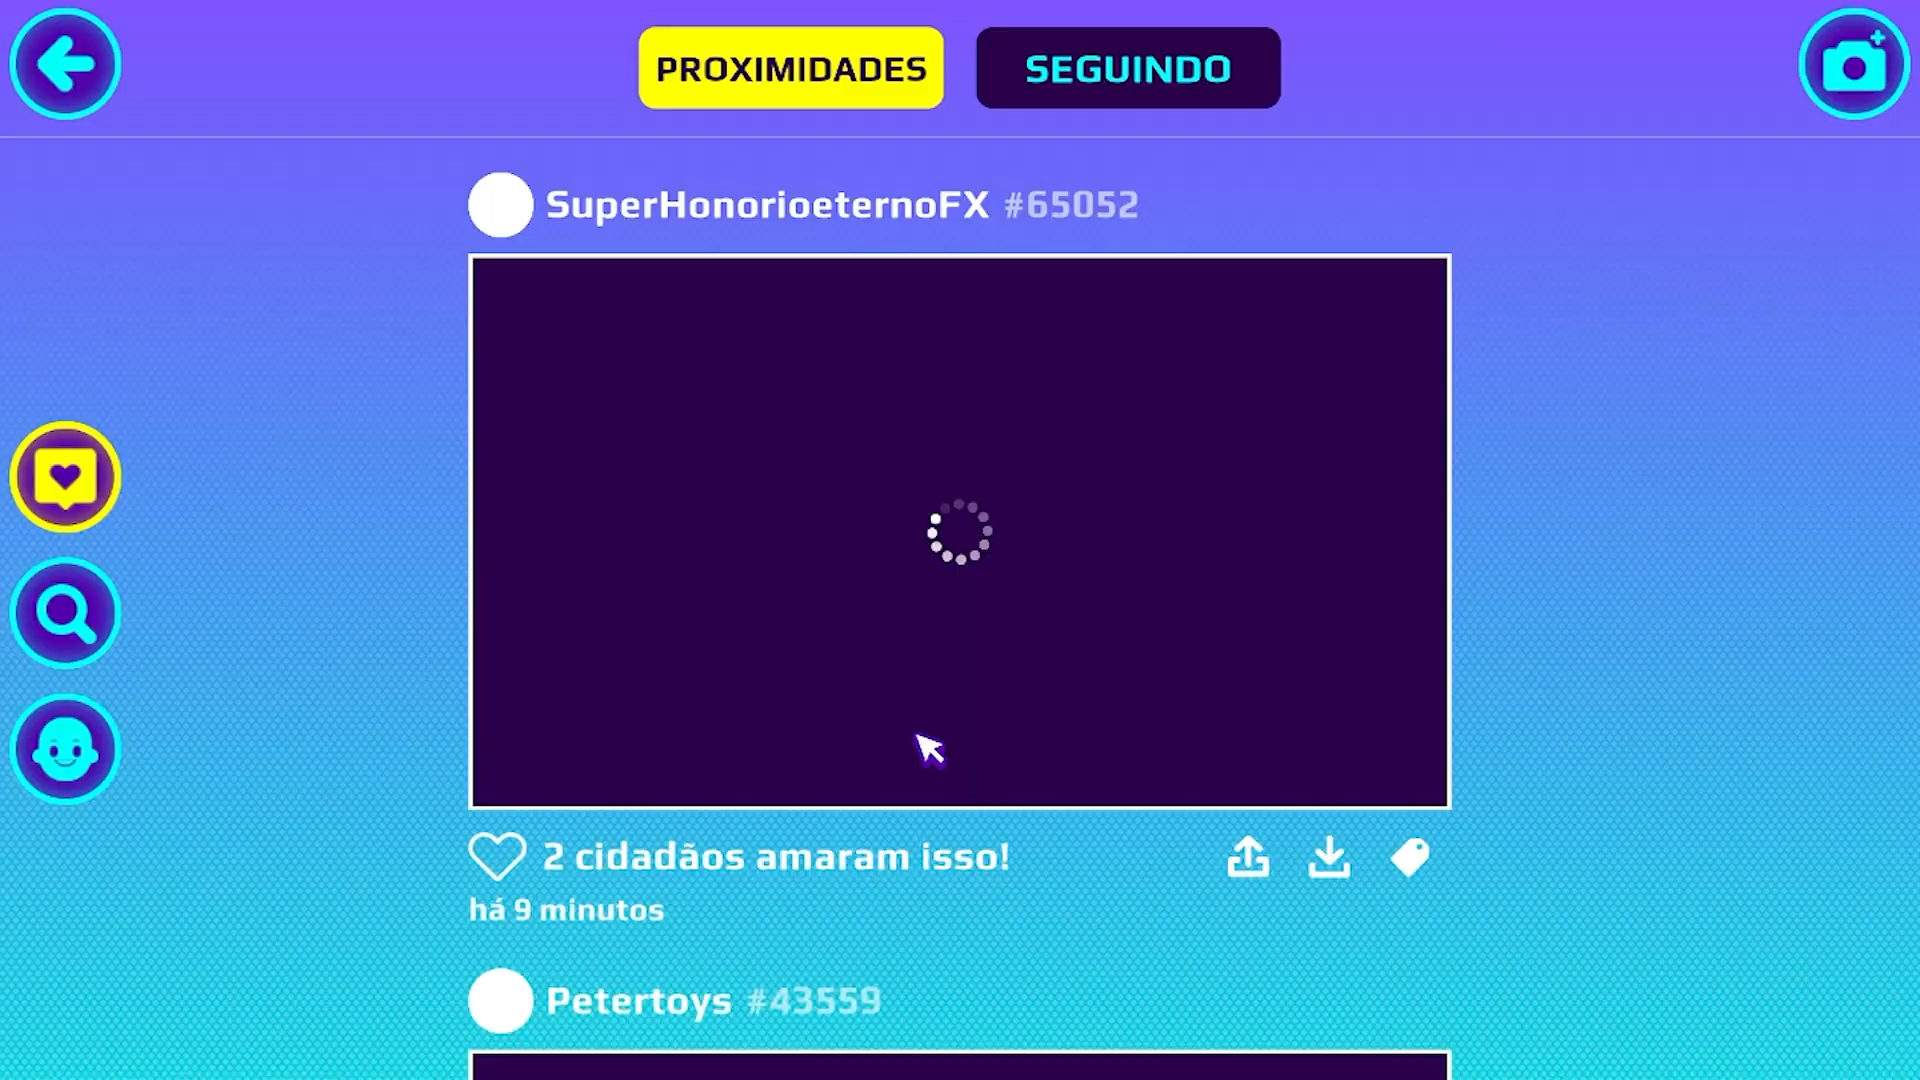 PROXIMIDADES
SEGUINDO
SuperHonorioeternoFX #65052
2 cidadãos amaram isso!
há 9 minutos
Petertoys #43559